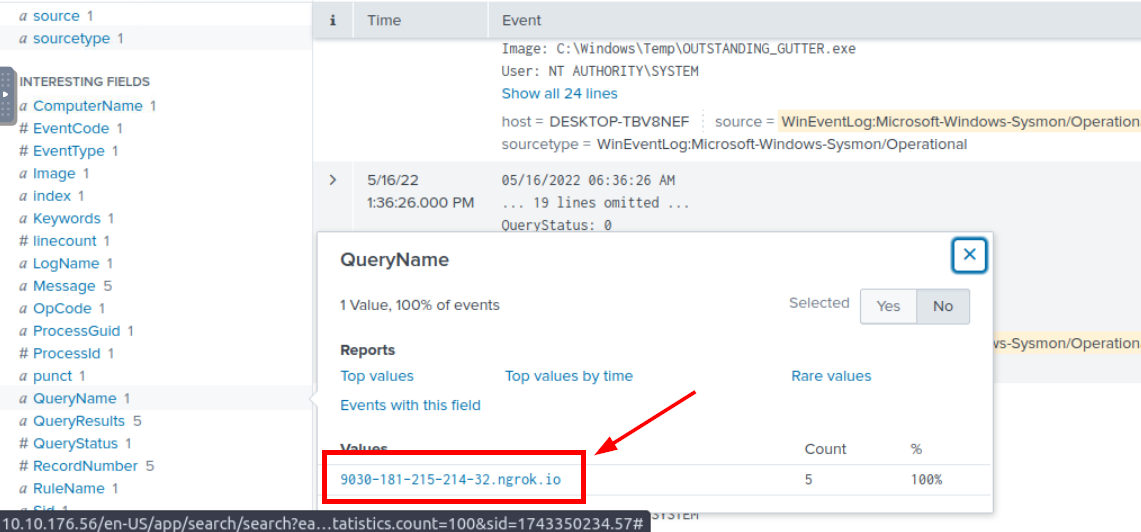 a source 1
a sourcetype 1
INTERESTING FIELDS
a ComputerName 1
# EventCode 1
# EventType 1
a Image 1
a index 1
a Keywords 1
# linecount 1
a LogName 1
a Message 5
a OpCode 1
a ProcessGuid 1
# ProcessId 1
a punct 1
a QueryName 1
a QueryResults 5
# QueryStatus 1
# RecordNumber 5
a RuleName 1
a Sid 1
i Time Event
Image: C:\Windows\Temp\OUTSTANDING_GUTTER.exe
User: NT AUTHORITY\SYSTEM
Show all 24 lines
host = DESKTOP-TBV8NEF source = WinEventLog:Microsoft-Windows-Sysmon/Operationa
sourcetype = WinEventLog:Microsoft-Windows-Sysmon/Operational
> 5/16/22 05/16/2022 06:36:26 AM
1:36:26.000 PM ... 19 lines omitted ...
QueryStatus: 0
QueryName
1 Value, 100% of events Selected Yes No
Reports
Top values Top values by time Rare values
Events with this field
Values Count %
9030-181-215-214-32.ngrok.io 5 100%
ws-Sysmon/Operation
SYSTEM
10.10.176.56/en-US/app/search/search?ea…tatistics.count=100&sid=1743350234.57#